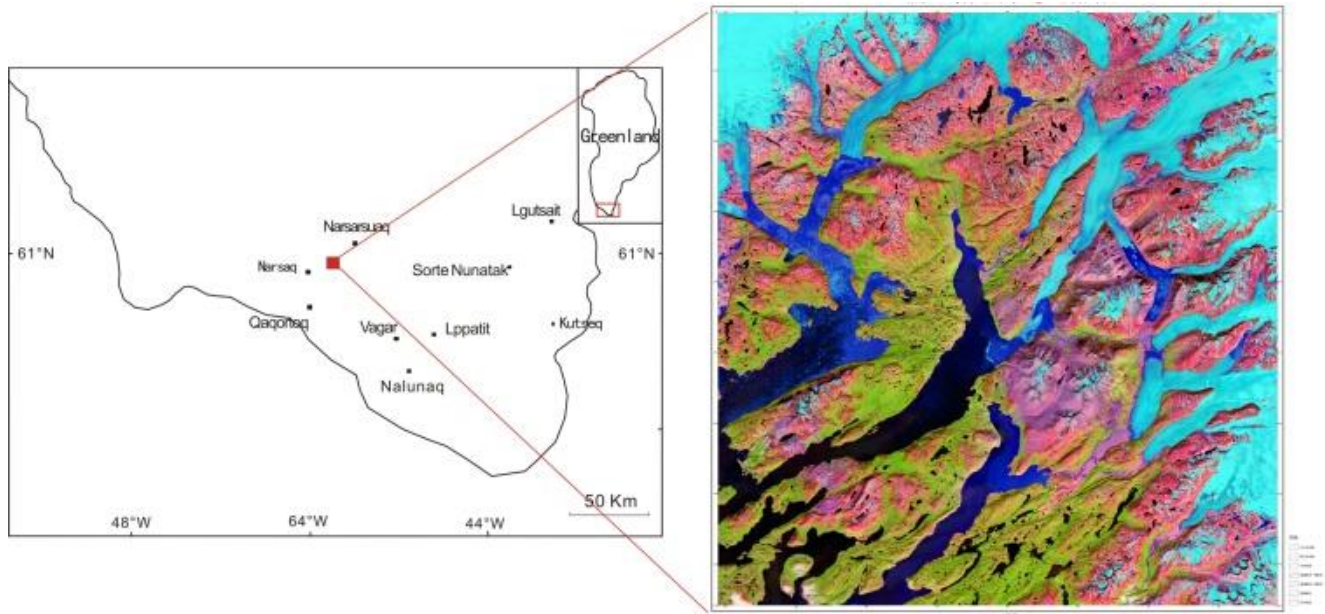 Greenland
Lgutsait
Narsarsuaq
61°N
61°N
Narsaq
Sorte Nunatak
Qaqortoq
Vagar
Lppatit
Kutseq
Nalunaq
50 Km
48°W
64°W
44°W